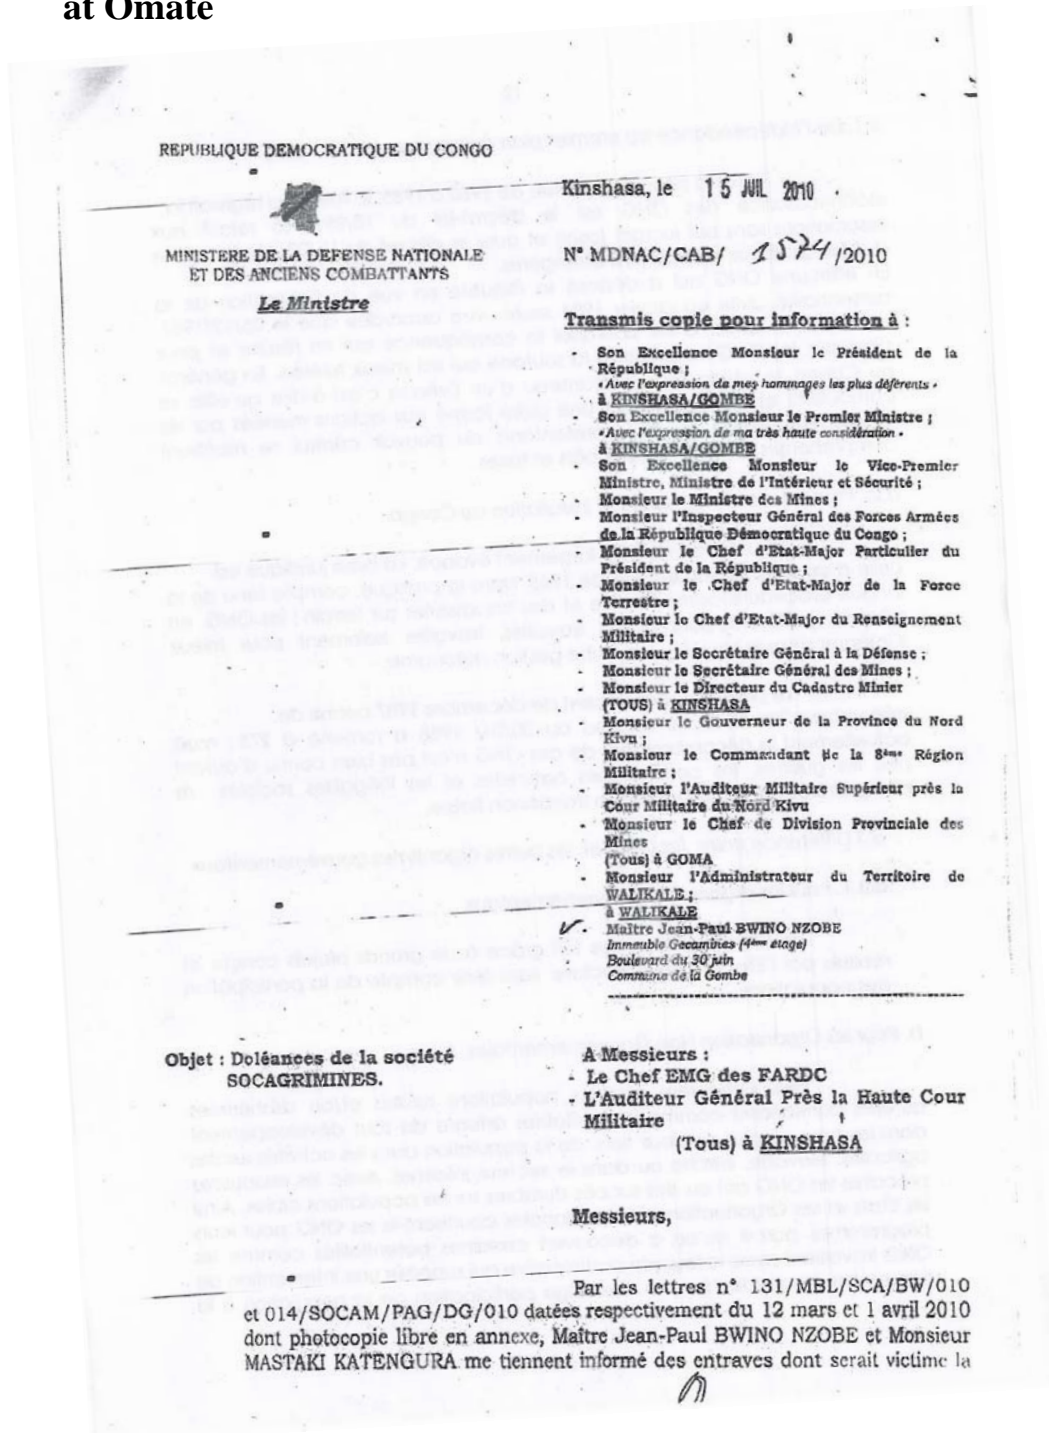 at Omate
REPUBLIQUE DEMOCRATIQUE DU CONGO
MINISTERE DE LA DEFENSE NATIONALE
ET DES ANCIENS COMBATTANTS
Le Ministre
Kinshasa, le 15 JUIL 2010
N° MDNAC/CAB/ 1574/2010
Transmis copie pour information à :
- Son Excellence Monsieur le Président de la
République ;
« Avec l'expression de mes hommages les plus déférents »
à KINSHASA/GOMBE
- Son Excellence Monsieur le Premier Ministre ;
« Avec l'expression de ma très haute considération »
à KINSHASA/GOMBE
- Son Excellence Monsieur le Vice-Premier
Ministre, Ministre de l'Intérieur et Sécurité ;
- Monsieur le Ministre des Mines ;
- Monsieur l'Inspecteur Général des Forces Armées
de la République Démocratique du Congo ;
- Monsieur le Chef d'Etat-Major Particulier du
Président de la République ;
- Monsieur le Chef d'Etat-Major de la Force
Terrestre ;
- Monsieur le Chef d'Etat-Major du Renseignement
Militaire ;
- Monsieur le Secrétaire Général à la Défense ;
- Monsieur le Secrétaire Général des Mines ;
- Monsieur le Directeur du Cadastre Minier
(TOUS) à KINSHASA
- Monsieur le Gouverneur de la Province du Nord
Kivu ;
- Monsieur le Commandant de la 8ème Région
Militaire ;
- Monsieur l'Auditeur Militaire Supérieur près la
Cour Militaire du Nord Kivu
- Monsieur le Chef de Division Provinciale des
Mines
(Tous) à GOMA
- Monsieur l'Administrateur du Territoire de
WALIKALE ;
à WALIKALE
- Maître Jean-Paul BWINO NZOBE
Immeuble Gecamines (4ème étage)
Boulevard du 30 juin
Commune de la Gombe
Objet : Doléances de la société
SOCAGRIMINES.
A Messieurs :
- Le Chef EMG des FARDC
- L'Auditeur Général Près la Haute Cour
Militaire
(Tous) à KINSHASA
Messieurs,
Par les lettres n° 131/MBL/SCA/BW/010
et 014/SOCAM/PAG/DG/010 datées respectivement du 12 mars et 1 avril 2010
dont photocopie libre en annexe, Maître Jean-Paul BWINO NZOBE et Monsieur
MASTAKI KATENGURA me tiennent informé des entraves dont serait victime la